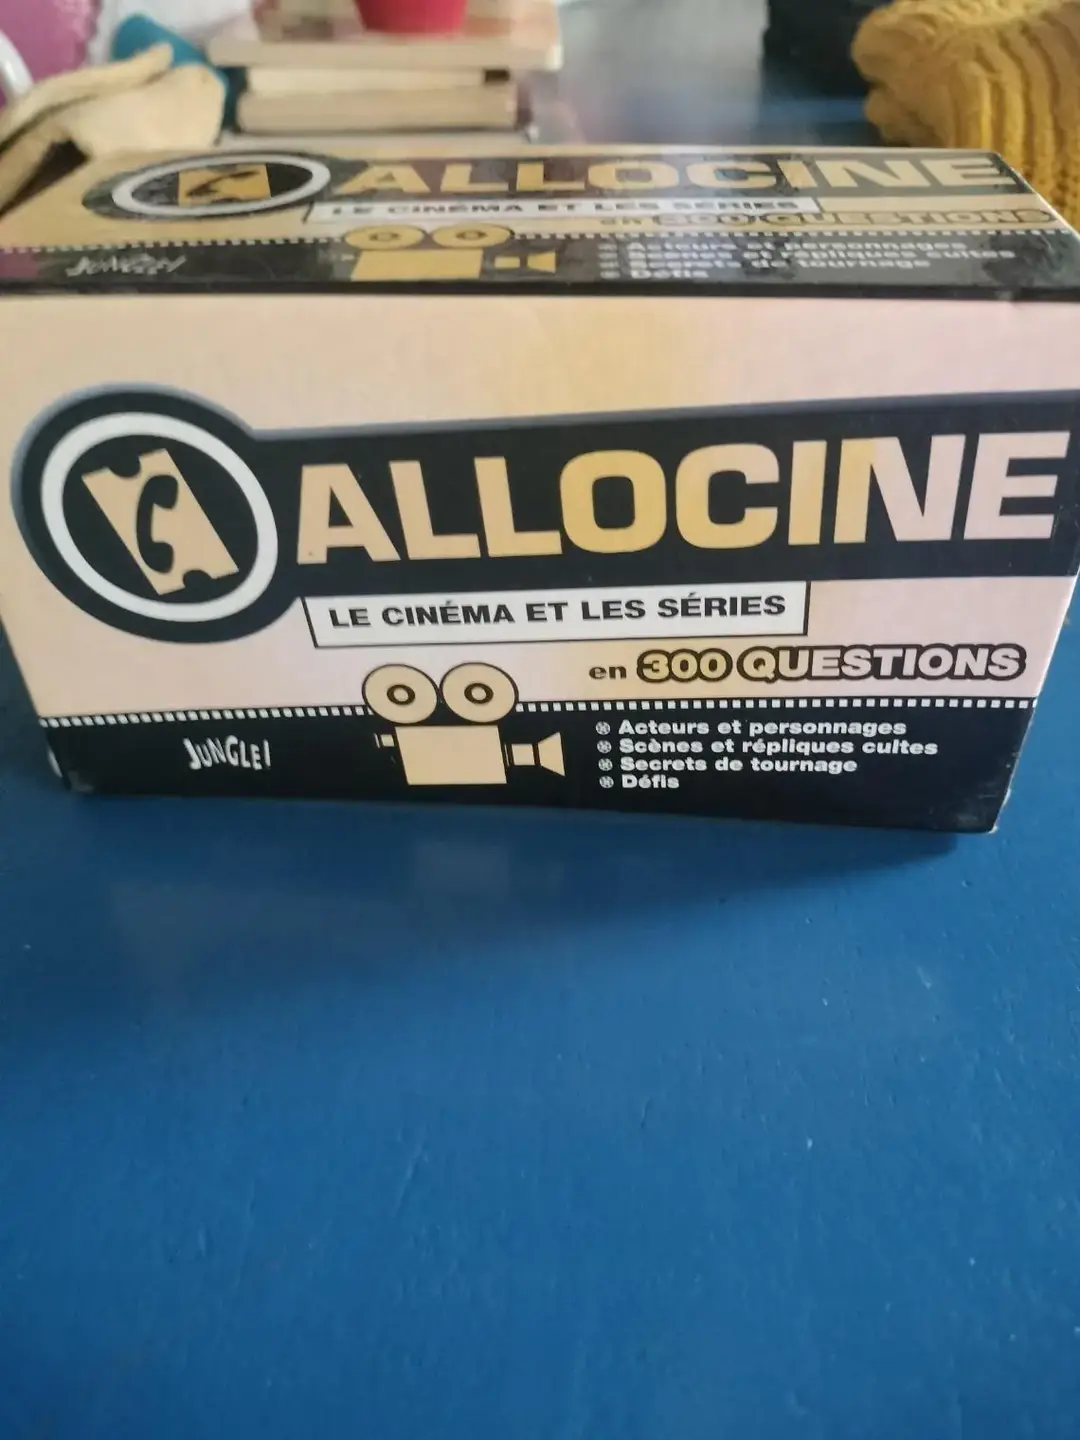 ALLOCINE
LE CINÉMA ET LES SÉRIES
en 300 QUESTIONS
JUNGLE!
Acteurs et personnages
Scènes et répliques cultes
Secrets de tournage
Défis
ALLOCINE
LE CINÉMA ET LES SÉRIES
en 300 QUESTIONS
JUNGLE!
Acteurs et personnages
Scènes et répliques cultes
Secrets de tournage
Défis